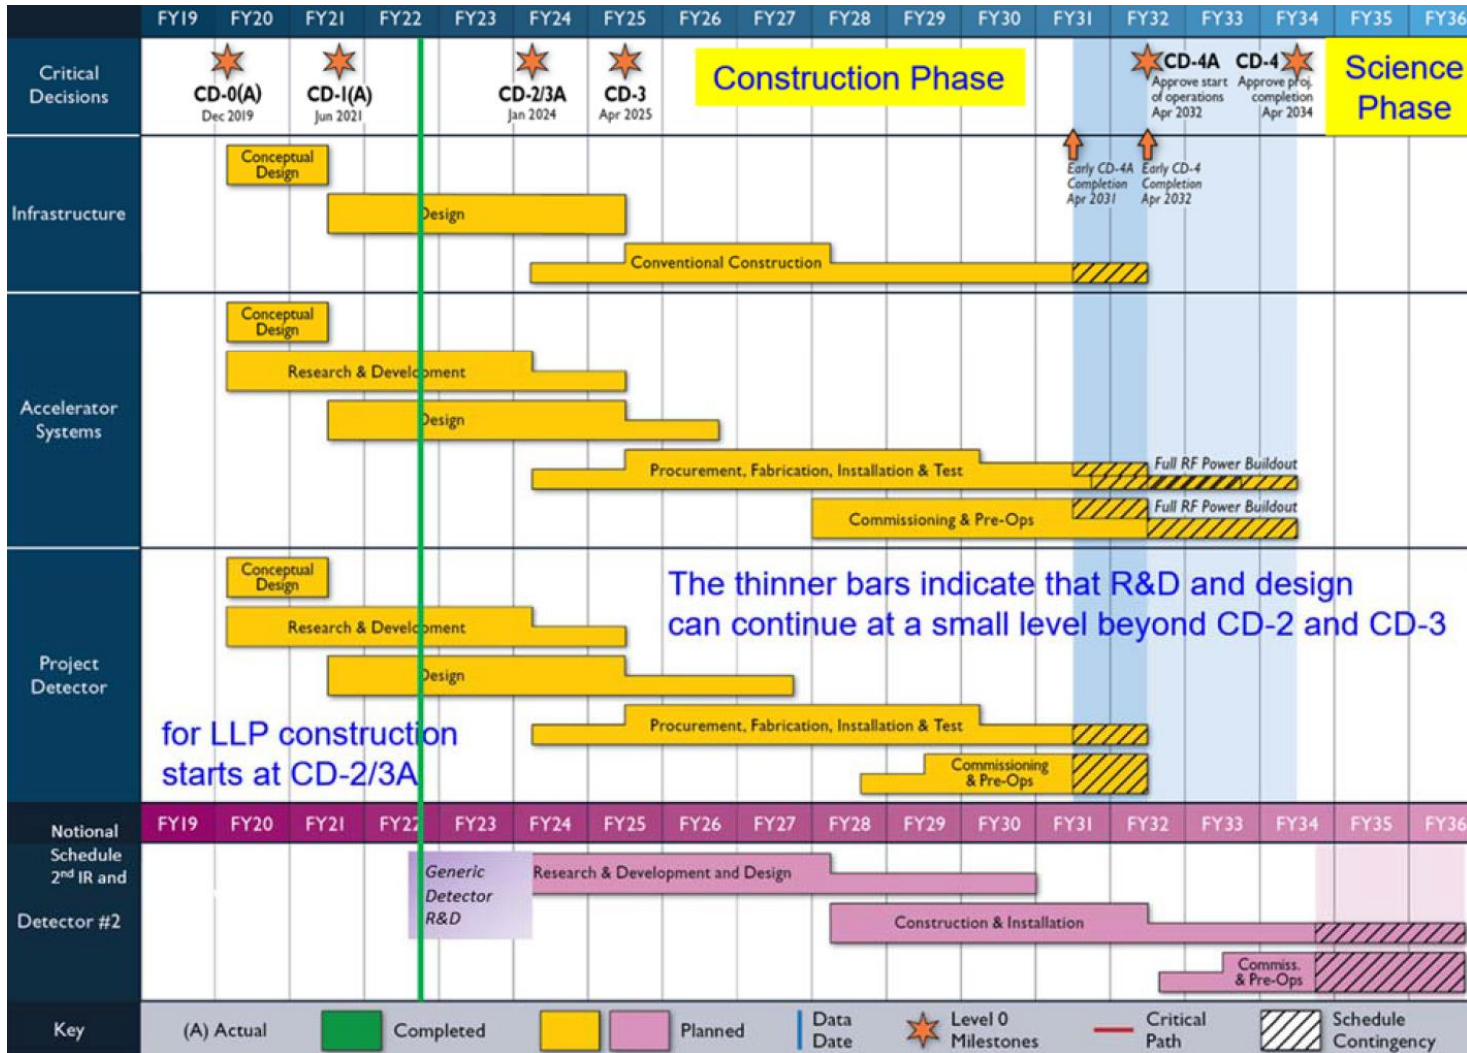 FY19 FY20 FY21 FY22 FY23 FY24 FY25 FY26 FY27 FY28 FY29 FY30 FY31 FY32 FY33 FY34 FY35 FY36
Critical
Decisions
CD-0(A)
Dec 2019
CD-1(A)
Jun 2021
CD-2/3A
Jan 2024
CD-3
Apr 2025
Construction Phase
CD-4A
Approve start
of operations
Apr 2032
CD-4
Approve proj.
completion
Apr 2034
Science
Phase
Infrastructure
Early CD-4A
Completion
Apr 2031
Early CD-4
Completion
Apr 2032
Conceptual
Design
Design
Conventional Construction
Accelerator
Systems
Conceptual
Design
Research & Development
Design
Procurement, Fabrication, Installation & Test
Full RF Power Buildout
Commissioning & Pre-Ops
Full RF Power Buildout
Project
Detector
Conceptual
Design
The thinner bars indicate that R&D and design
can continue at a small level beyond CD-2 and CD-3
Research & Development
Design
for LLP construction
starts at CD-2/3A
Procurement, Fabrication, Installation & Test
Commissioning
& Pre-Ops
FY19 FY20 FY21 FY22 FY23 FY24 FY25 FY26 FY27 FY28 FY29 FY30 FY31 FY32 FY33 FY34 FY35 FY36
Notional
Schedule
2nd IR and
Detector #2
Generic
Detector
R&D
Research & Development and Design
Construction & Installation
Commiss.
& Pre-Ops
Key
(A) Actual
Completed
Planned
Data
Date
Level 0
Milestones
Critical
Path
Schedule
Contingency